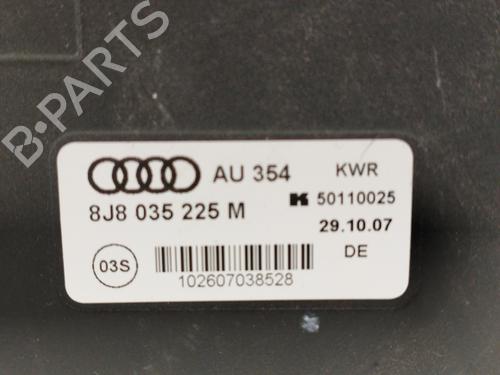 B-PARTS
AU 354
KWR
8J8 035 225 M
K 50110025
29.10.07
03S
DE
102607038528